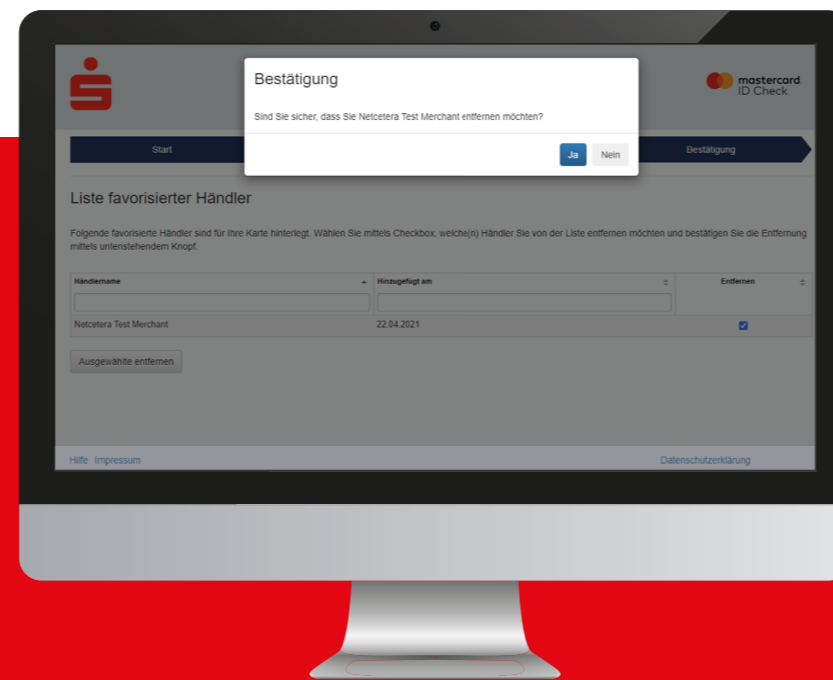 Bestätigung
mastercard
ID Check
Sind Sie sicher, dass Sie Netcetera Test Merchant entfernen möchten?
Ja Nein
Start Bestätigung
Liste favorisierter Händler
Folgende favorisierte Händler sind für Ihre Karte hinterlegt. Wählen Sie mittels Checkbox, welche(n) Händler Sie von der Liste entfernen möchten und bestätigen Sie die Entfernung
mittels untenstehendem Knopf.
Händlername Hinzugefügt am Entfernen
Netcetera Test Merchant 22.04.2021
Ausgewählte entfernen
Hilfe Impressum Datenschutzerklärung